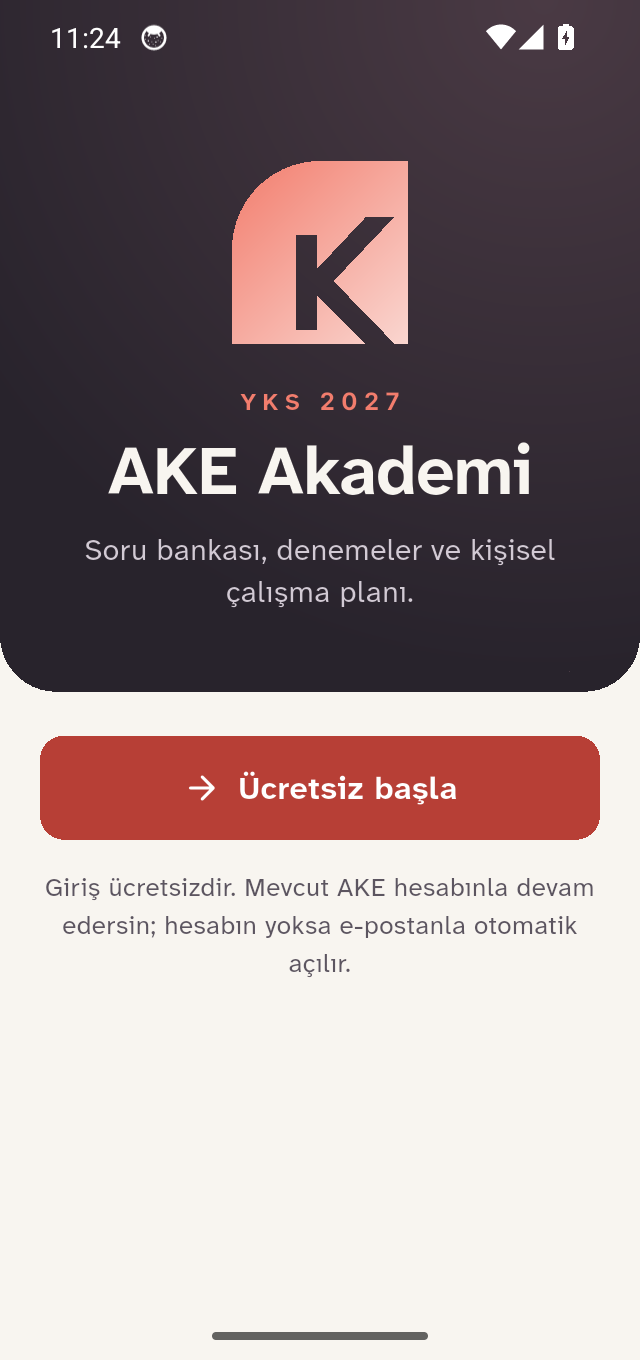 11:24
K
YKS 2027
AKE Akademi
Soru bankası, denemeler ve kişisel
çalışma planı.
Ücretsiz başla
Giriş ücretsizdir. Mevcut AKE hesabınla devam
edersin; hesabın yoksa e-postanla otomatik
açılır.